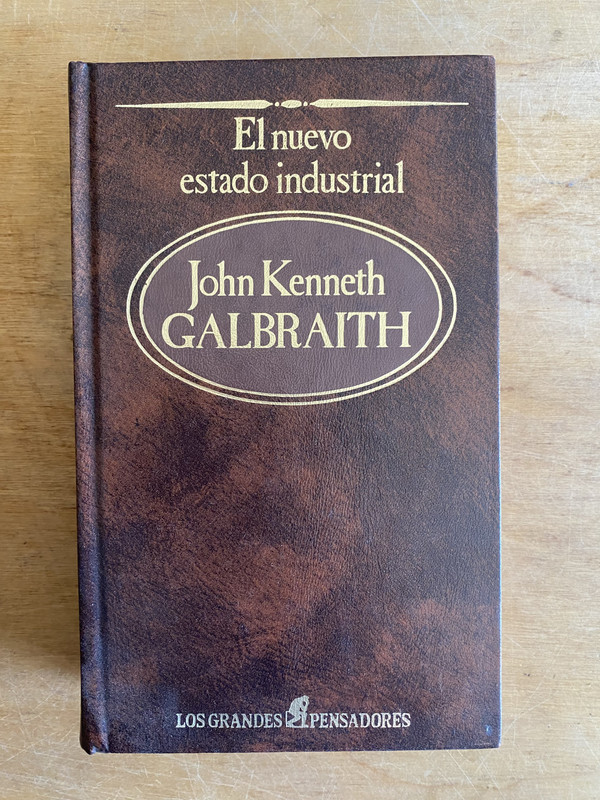 El nuevo
estado industrial
John Kenneth
GALBRAITH
LOS GRANDES PENSADORES